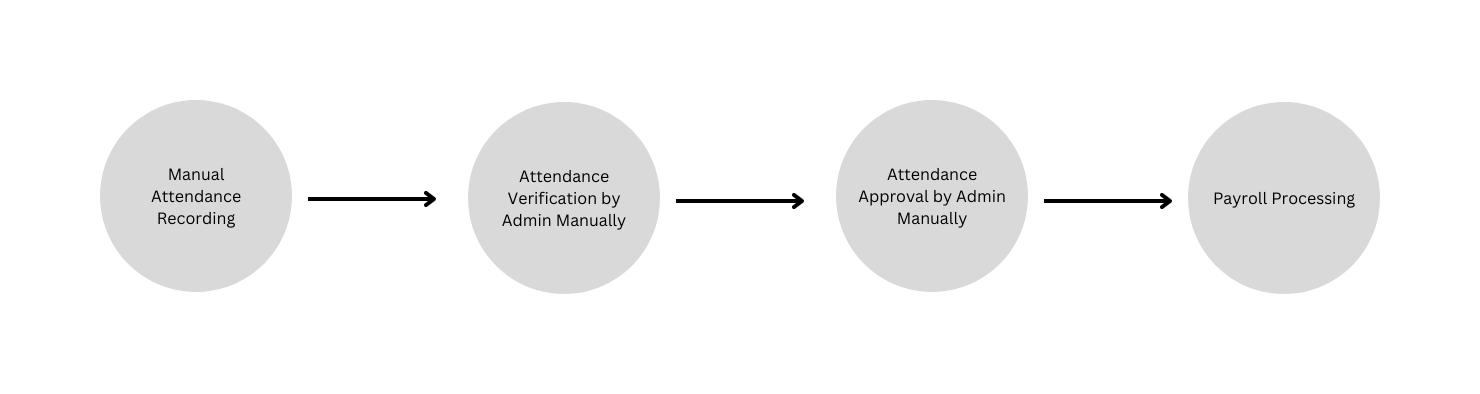 Manual
Attendance
Recording
Attendance
Verification by
Admin Manually
Attendance
Approval by Admin
Manually
Payroll Processing